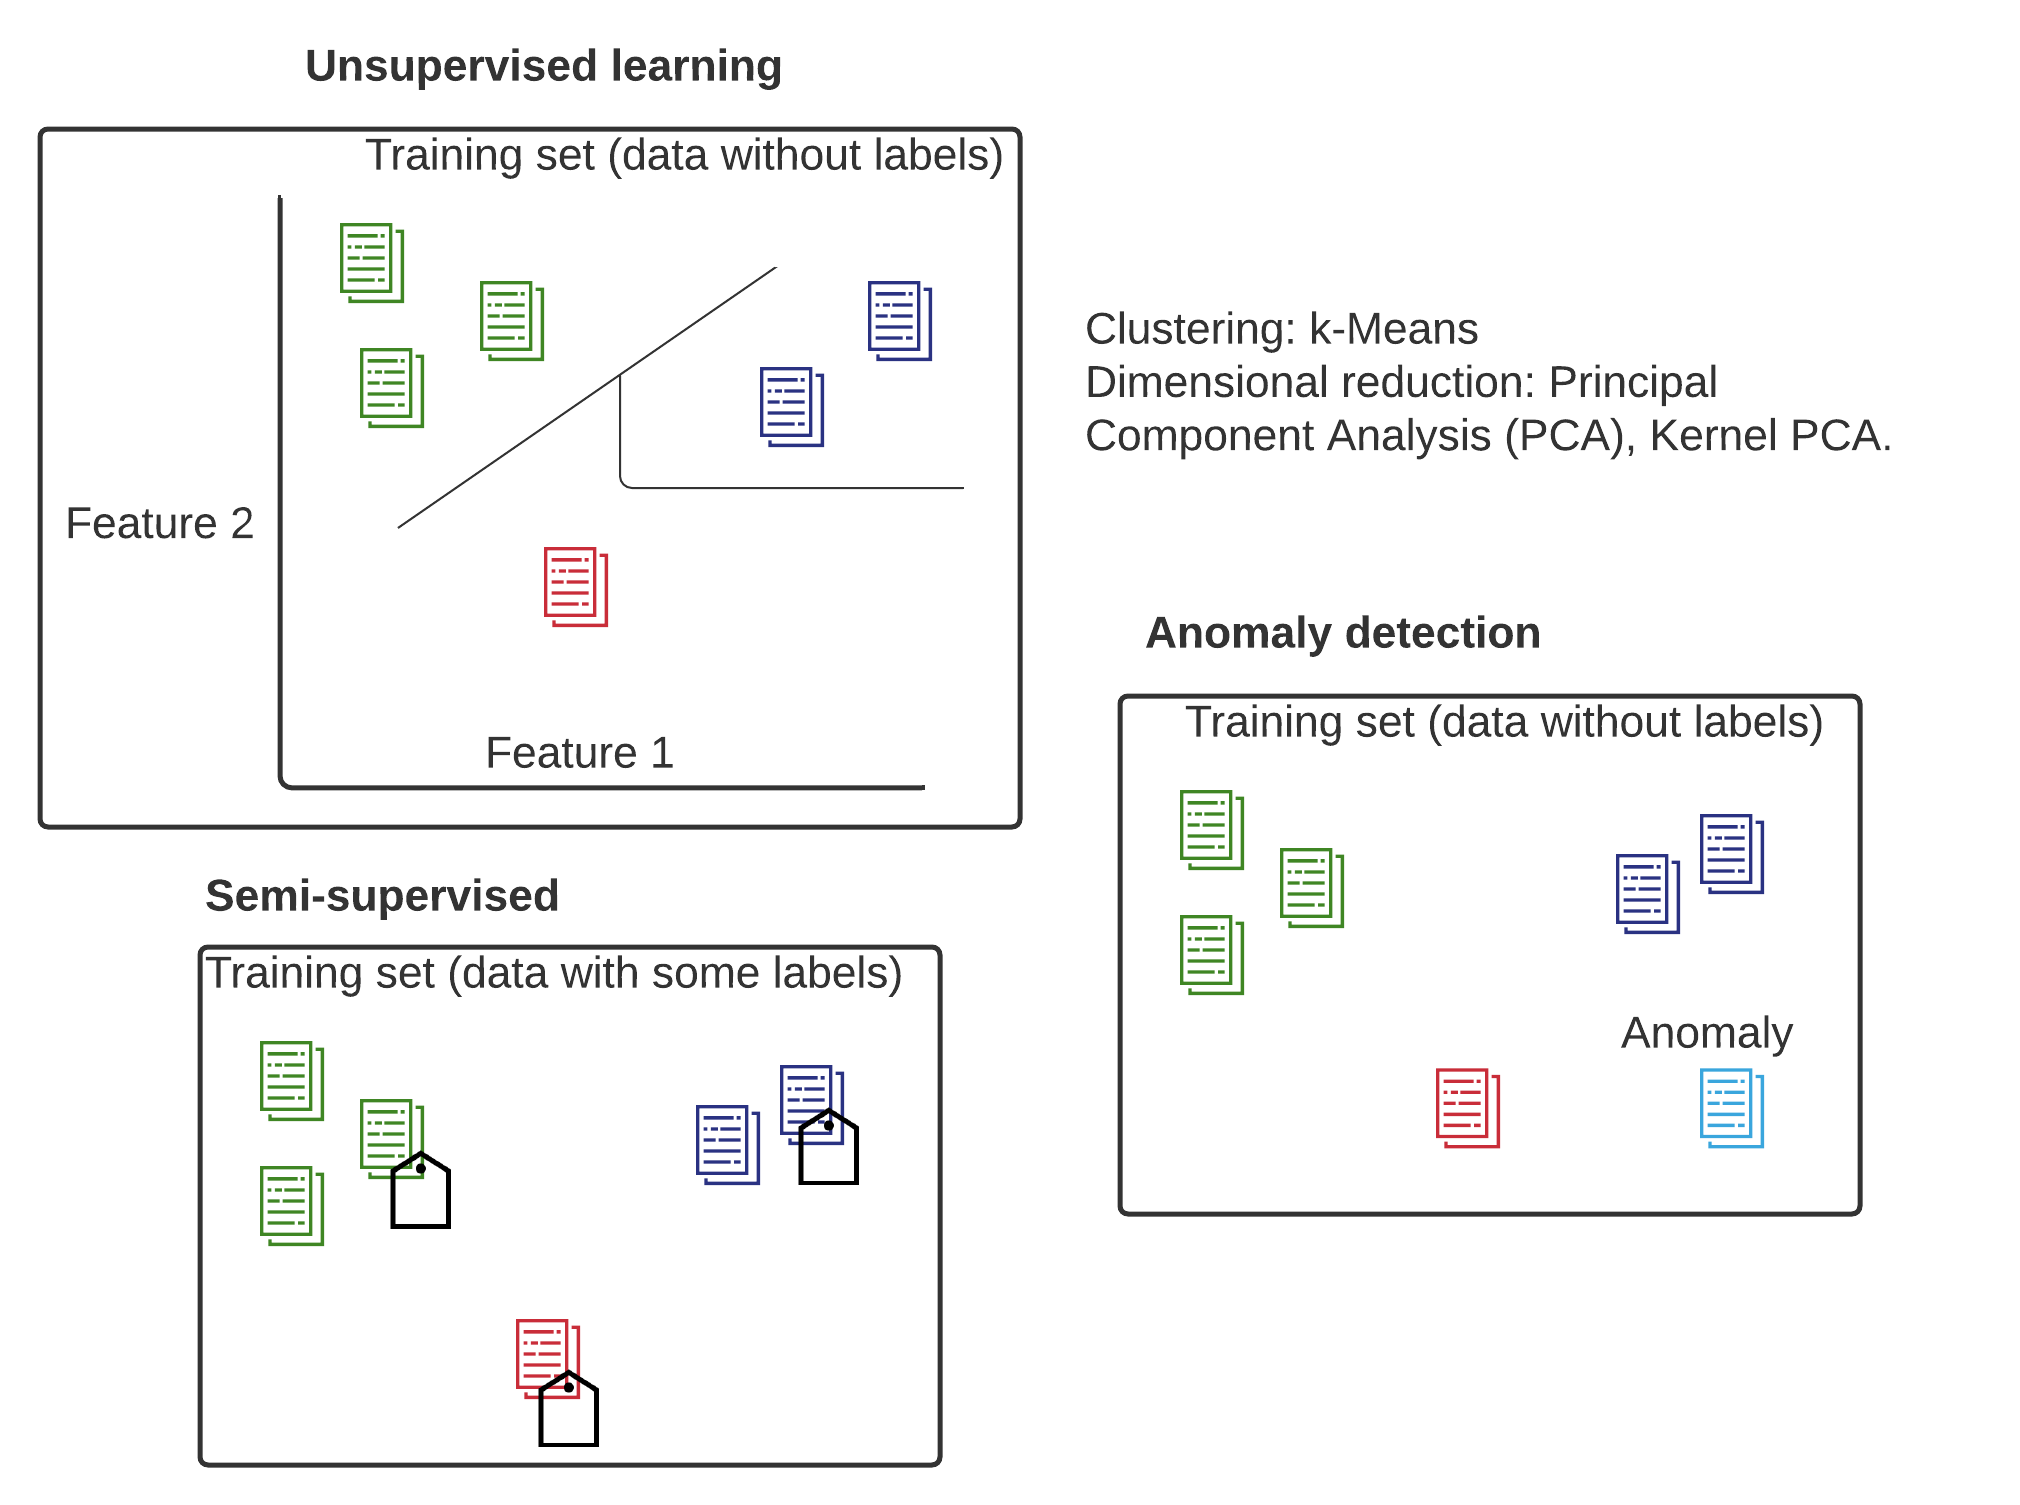 Unsupervised learning
Training set (data without labels)
Feature 2
Feature 1
Clustering: k-Means
Dimensional reduction: Principal
Component Analysis (PCA), Kernel PCA.
Anomaly detection
Training set (data without labels)
Anomaly
Semi-supervised
Training set (data with some labels)